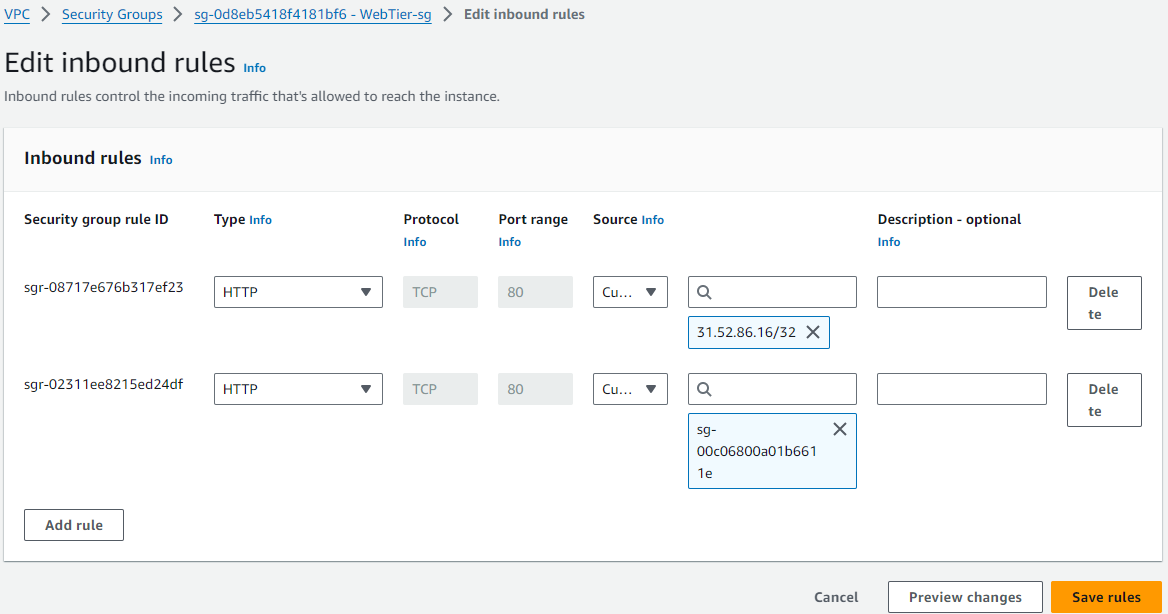 VPC > Security Groups > sg-0d8eb5418f4181bf6 - WebTier-sg > Edit inbound rules
Edit inbound rules Info
Inbound rules control the incoming traffic that's allowed to reach the instance.
Inbound rules Info
Security group rule ID Type Info Protocol Port range Source Info Description - optional
Info Info Info
sgr-08717e676b317ef23 HTTP TCP 80 Cu... Dele
te
31.52.86.16/32
sgr-02311ee8215ed24df HTTP TCP 80 Cu... Dele
te
sg-
00c06800a01b661
1e
Add rule
Cancel Preview changes Save rules